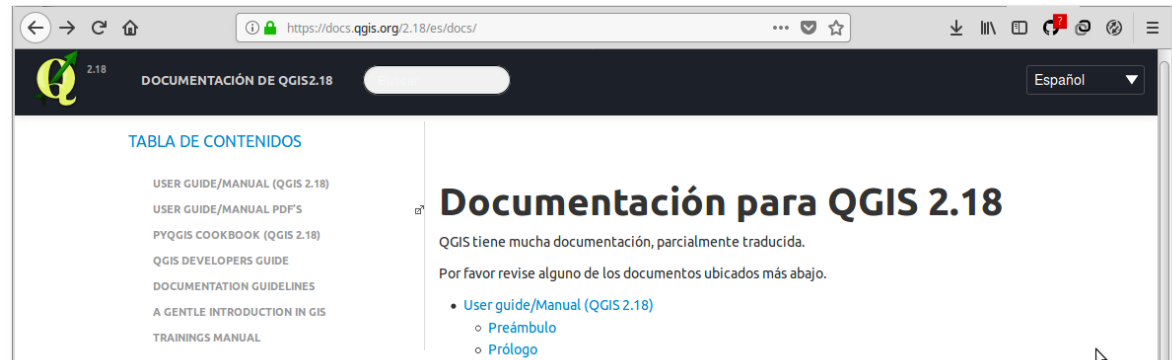 https://docs.qgis.org/2.18/es/docs/
2.18
DOCUMENTACIÓN DE QGIS2.18
Español
TABLA DE CONTENIDOS
USER GUIDE/MANUAL (QGIS 2.18)
USER GUIDE/MANUAL PDF'S
PYQGIS COOKBOOK (QGIS 2.18)
QGIS DEVELOPERS GUIDE
DOCUMENTATION GUIDELINES
A GENTLE INTRODUCTION IN GIS
TRAININGS MANUAL
Documentación para QGIS 2.18
QGIS tiene mucha documentación, parcialmente traducida.
Por favor revise alguno de los documentos ubicados más abajo.
User guide/Manual (QGIS 2.18)
Preámbulo
Prólogo